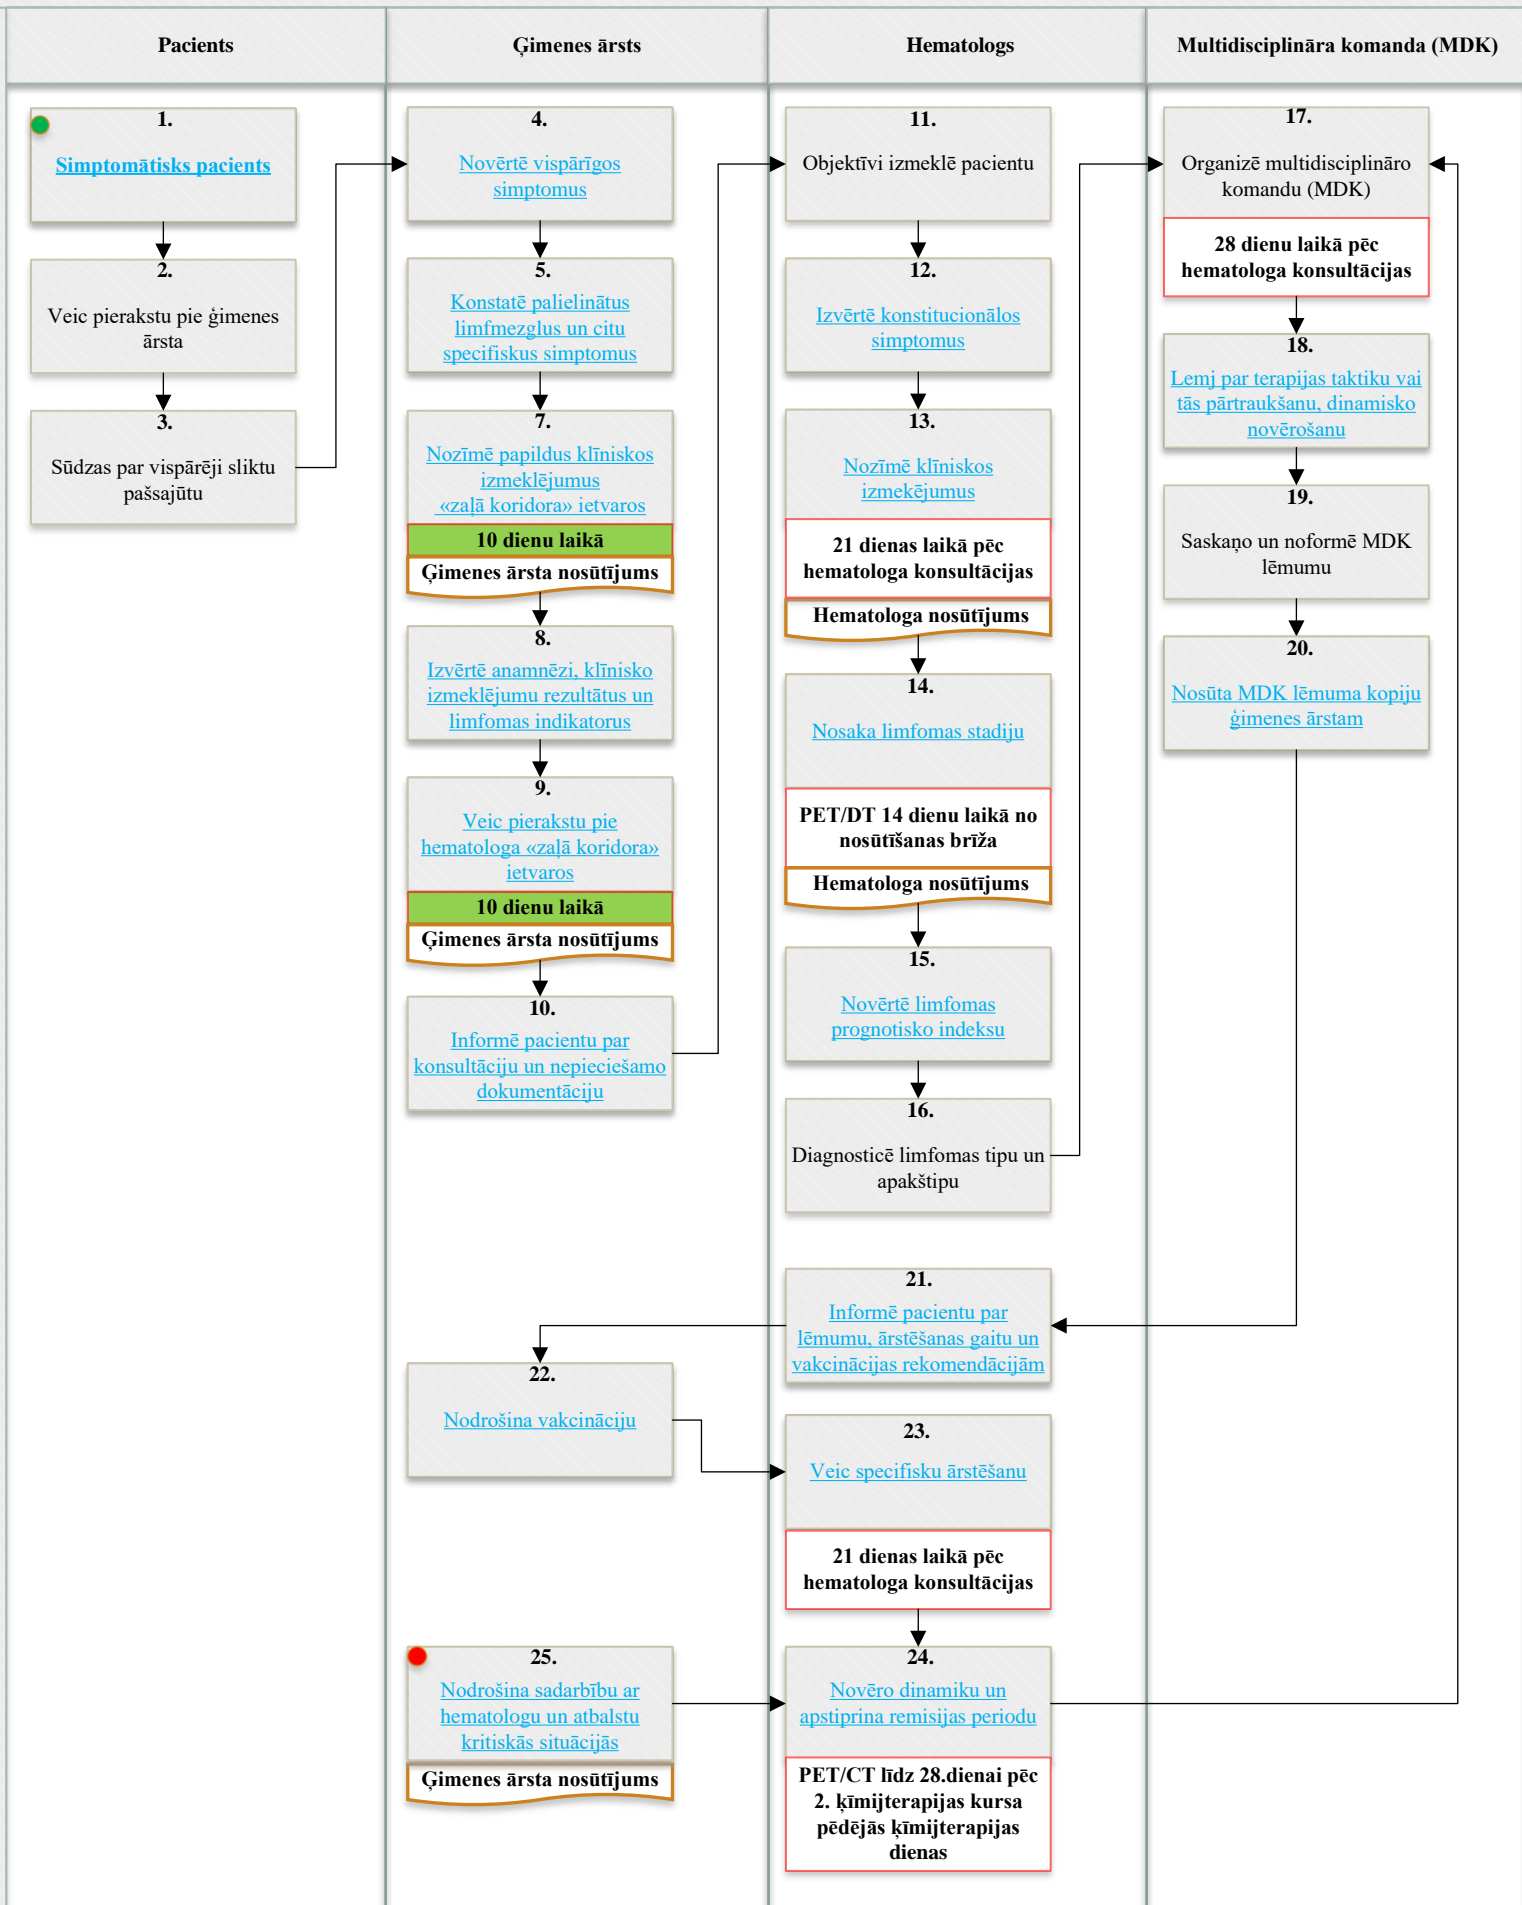 Pacients
Ģimenes ārsts
Hematologs
Multidisciplināra komanda (MDK)
1.
Simptomātisks pacients
2.
Veic pierakstu pie ģimenes
ārsta
3.
Sūdzas par vispārēji sliktu
pašsajūtu
4.
Novērtē vispārīgos
simptomus
5.
Konstatē palielinātus
limfmezglus un citu
specifiskus simptomus
7.
Nozīmē papildus klīniskos
izmeklējumus
«zaļā koridora» ietvaros
10 dienu laikā
Ģimenes ārsta nosūtījums
8.
Izvērtē anamnēzi, klīnisko
izmeklējumu rezultātus un
limfomas indikatorus
9.
Veic pierakstu pie
hematologa «zaļā koridora»
ietvaros
10 dienu laikā
Ģimenes ārsta nosūtījums
10.
Informē pacientu par
konsultāciju un nepieciešamo
dokumentāciju
11.
Objektīvi izmeklē pacientu
12.
Izvērtē konstitucionālos
simptomus
13.
Nozīmē klīniskos
izmekējumus
21 dienas laikā pēc
hematologa konsultācijas
Hematologa nosūtījums
14.
Nosaka limfomas stadiju
PET/DT 14 dienu laikā no
nosūtīšanas brīža
Hematologa nosūtījums
15.
Novērtē limfomas
prognotisko indeksu
16.
Diagnosticē limfomas tipu un
apakštipu
17.
Organizē multidisciplināro
komandu (MDK)
28 dienu laikā pēc
hematologa konsultācijas
18.
Lemj par terapijas taktiku vai
tās pārtraukšanu, dinamisko
novērošanu
19.
Saskaņo un noformē MDK
lēmumu
20.
Nosūta MDK lēmuma kopiju
ģimenes ārstam
21.
Informē pacientu par
lēmumu, ārstēšanas gaitu un
vakcinācijas rekomendācijām
22.
Nodrošina vakcināciju
23.
Veic specifisku ārstēšanu
21 dienas laikā pēc
hematologa konsultācijas
25.
Nodrošina sadarbību ar
hematologu un atbalstu
kritiskās situācijās
Ģimenes ārsta nosūtījums
24.
Novēro dinamiku un
apstiprina remisijas periodu
PET/CT līdz 28.dienai pēc
2. ķīmijterapijas kursa
pēdējās ķīmijterapijas
dienas